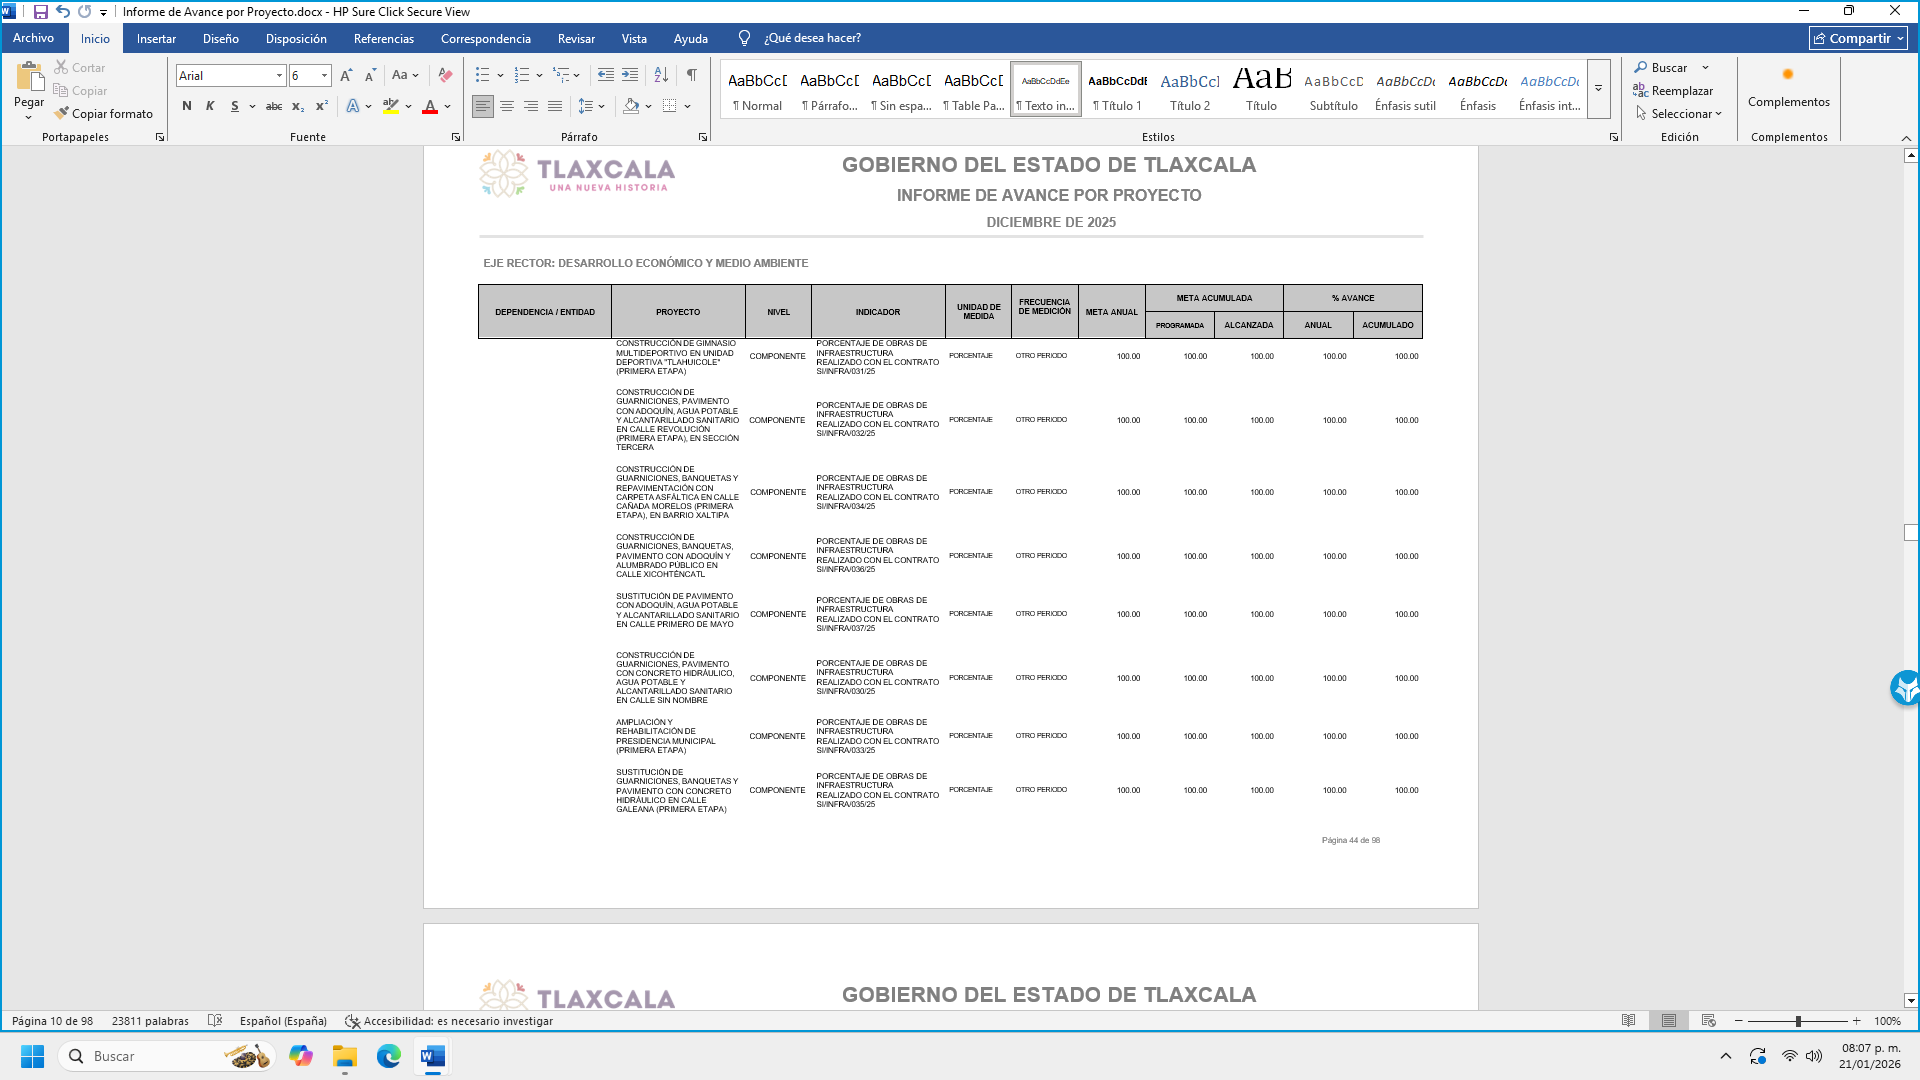 Informe de Avance por Proyecto.docx - HP Sure Click Secure View
Archivo
Inicio
Insertar
Diseño
Disposición
Referencias
Correspondencia
Revisar
Vista
Ayuda
¿Qué desea hacer?
Compartir
Pegar
Cortar
Copiar
Copiar formato
Portapapeles
Arial
6
Fuente
Párrafo
AaBbCcD
¶ Normal
AaBbCcD
¶ Párrafo...
AaBbCcD
¶ Sin espa...
AaBbCcD
¶ Table Pa...
AaBbCcDdEe
¶ Texto in...
AaBbCcDdE
¶ Título 1
AaBbCcI
Título 2
AaB
Título
AaBbCcD
Subtítulo
AaBbCcDc
Énfasis sutil
AaBbCcDc
Énfasis
AaBbCcDc
Énfasis int...
Estilos
Buscar
Reemplazar
Seleccionar
Edición
Complementos
Complementos
TLAXCALA
UNA NUEVA HISTORIA
GOBIERNO DEL ESTADO DE TLAXCALA
INFORME DE AVANCE POR PROYECTO
DICIEMBRE DE 2025
EJE RECTOR: DESARROLLO ECONÓMICO Y MEDIO AMBIENTE
DEPENDENCIA / ENTIDAD
PROYECTO
NIVEL
INDICADOR
UNIDAD DE
MEDIDA
FRECUENCIA
DE MEDICIÓN
META ANUAL
META ACUMULADA
PROGRAMADA
ALCANZADA
% AVANCE
ANUAL
ACUMULADO
CONSTRUCCIÓN DE GIMNASIO
MULTIDEPORTIVO EN UNIDAD
DEPORTIVA "TLAHUICOLE"
(PRIMERA ETAPA)
COMPONENTE
PORCENTAJE DE OBRAS DE
INFRAESTRUCTURA
REALIZADO CON EL CONTRATO
SI/INFRA/031/25
PORCENTAJE
OTRO PERIODO
100.00
100.00
100.00
100.00
100.00
CONSTRUCCIÓN DE
GUARNICIONES, PAVIMENTO
CON ADOQUÍN, AGUA POTABLE
Y ALCANTARILLADO SANITARIO
EN CALLE REVOLUCIÓN
(PRIMERA ETAPA), EN SECCIÓN
TERCERA
COMPONENTE
PORCENTAJE DE OBRAS DE
INFRAESTRUCTURA
REALIZADO CON EL CONTRATO
SI/INFRA/032/25
PORCENTAJE
OTRO PERIODO
100.00
100.00
100.00
100.00
100.00
CONSTRUCCIÓN DE
GUARNICIONES, BANQUETAS Y
REPAVIMENTACIÓN CON
CARPETA ASFÁLTICA EN CALLE
CAÑADA MORELOS (PRIMERA
ETAPA), EN BARRIO XALTIPA
COMPONENTE
PORCENTAJE DE OBRAS DE
INFRAESTRUCTURA
REALIZADO CON EL CONTRATO
SI/INFRA/034/25
PORCENTAJE
OTRO PERIODO
100.00
100.00
100.00
100.00
100.00
CONSTRUCCIÓN DE
GUARNICIONES, BANQUETAS,
PAVIMENTO CON ADOQUÍN Y
ALUMBRADO PÚBLICO EN
CALLE XICOHTÉNCATL
COMPONENTE
PORCENTAJE DE OBRAS DE
INFRAESTRUCTURA
REALIZADO CON EL CONTRATO
SI/INFRA/036/25
PORCENTAJE
OTRO PERIODO
100.00
100.00
100.00
100.00
100.00
SUSTITUCIÓN DE PAVIMENTO
CON ADOQUÍN, AGUA POTABLE
Y ALCANTARILLADO SANITARIO
EN CALLE PRIMERO DE MAYO
COMPONENTE
PORCENTAJE DE OBRAS DE
INFRAESTRUCTURA
REALIZADO CON EL CONTRATO
SI/INFRA/037/25
PORCENTAJE
OTRO PERIODO
100.00
100.00
100.00
100.00
100.00
CONSTRUCCIÓN DE
GUARNICIONES, PAVIMENTO
CON CONCRETO HIDRÁULICO,
AGUA POTABLE Y
ALCANTARILLADO SANITARIO
EN CALLE SIN NOMBRE
COMPONENTE
PORCENTAJE DE OBRAS DE
INFRAESTRUCTURA
REALIZADO CON EL CONTRATO
SI/INFRA/030/25
PORCENTAJE
OTRO PERIODO
100.00
100.00
100.00
100.00
100.00
AMPLIACIÓN Y
REHABILITACIÓN DE
PRESIDENCIA MUNICIPAL
(PRIMERA ETAPA)
COMPONENTE
PORCENTAJE DE OBRAS DE
INFRAESTRUCTURA
REALIZADO CON EL CONTRATO
SI/INFRA/033/25
PORCENTAJE
OTRO PERIODO
100.00
100.00
100.00
100.00
100.00
SUSTITUCIÓN DE
GUARNICIONES, BANQUETAS Y
PAVIMENTO CON CONCRETO
HIDRÁULICO EN CALLE
GALEANA (PRIMERA ETAPA)
COMPONENTE
PORCENTAJE DE OBRAS DE
INFRAESTRUCTURA
REALIZADO CON EL CONTRATO
SI/INFRA/035/25
PORCENTAJE
OTRO PERIODO
100.00
100.00
100.00
100.00
100.00
Página 44 de 98
TLAXCALA
GOBIERNO DEL ESTADO DE TLAXCALA
Página 10 de 98
23811 palabras
Español (España)
Accesibilidad: es necesario investigar
100%
Buscar
08:07 p. m.
21/01/2026